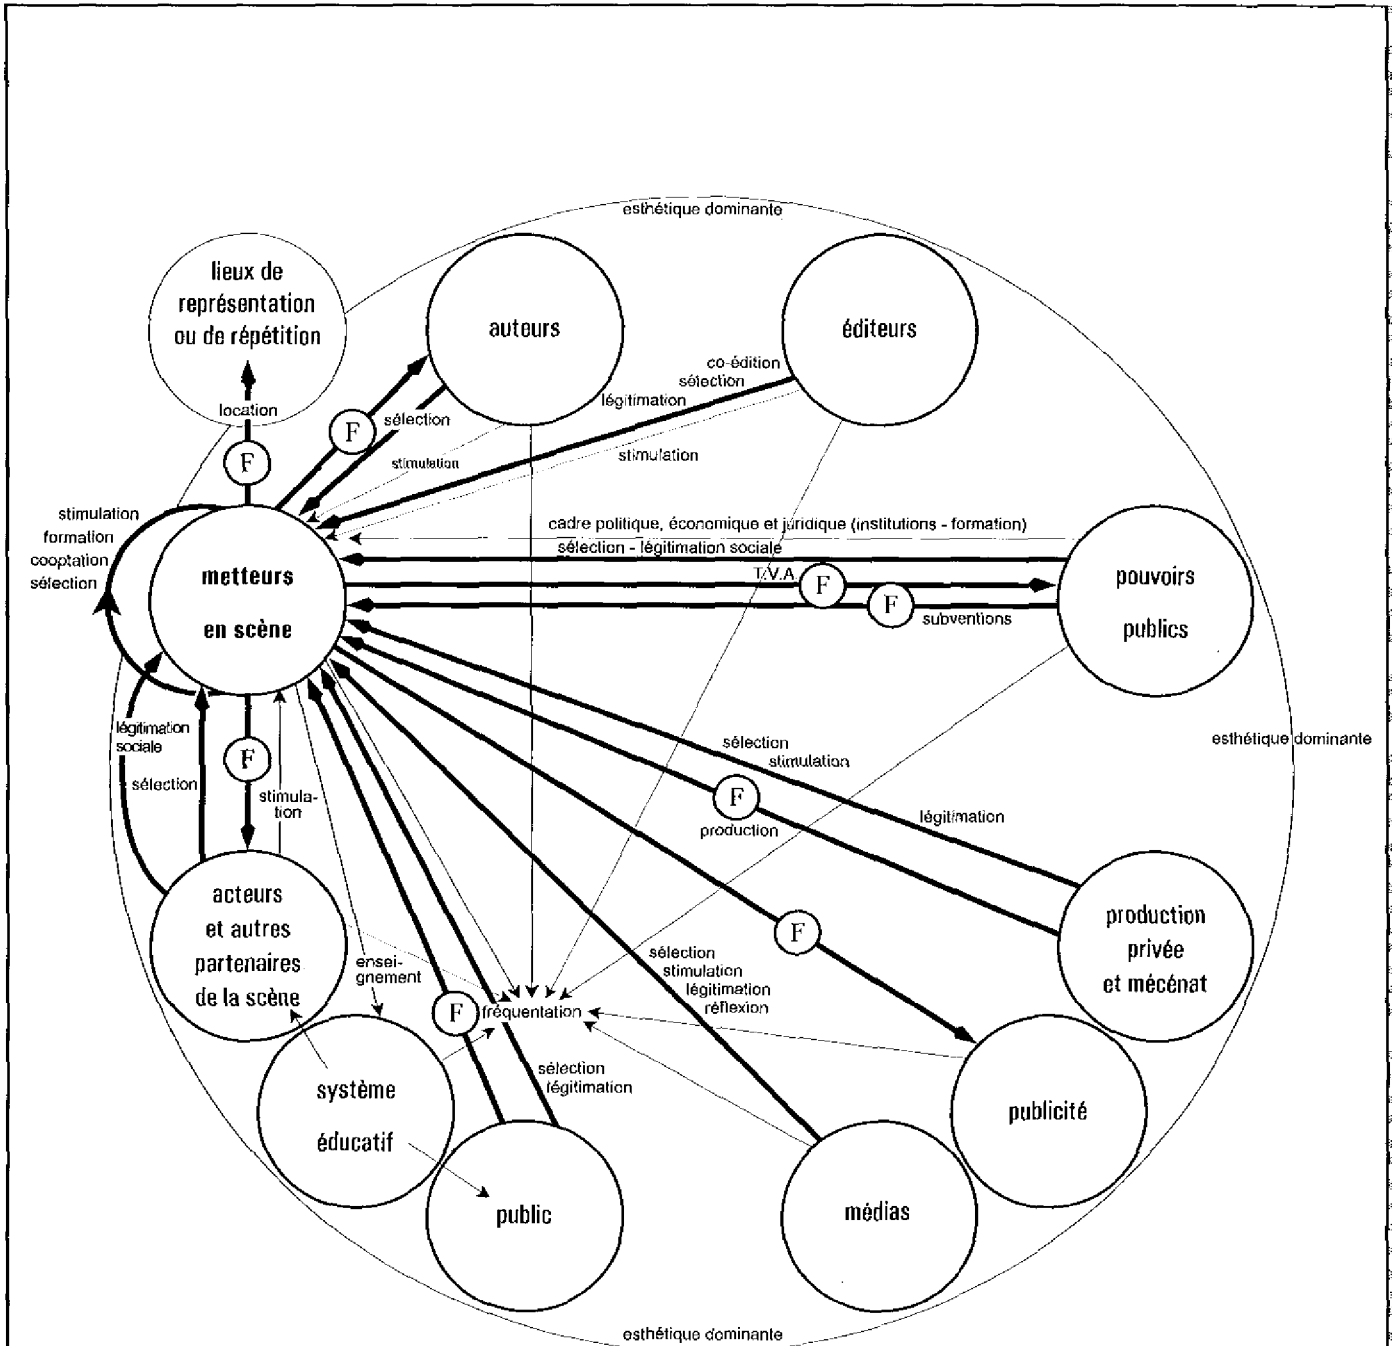 esthétique dominante
lieux de
représentation
ou de répétition
auteurs
éditeurs
co-édition
sélection
légitimation
location
F
sélection
F
stimulation
stimulation
stimulation
formation
cooptation
sélection
metteurs
en scène
cadre politique, économique et juridique (institutions - formation)
sélection - légitimation sociale
T.V.A.
F
F
subventions
pouvoirs
publics
légitimation
sociale
sélection
F
stimula-
tion
sélection
stimulation
F
production
légitimation
esthétique dominante
acteurs
et autres
partenaires
de la scène
ensei-
gnement
F
fréquentation
sélection
stimulation
légitimation
réflexion
F
production
privée
et mécénat
système
éducatif
sélection
légitimation
public
médias
publicité
esthétique dominante